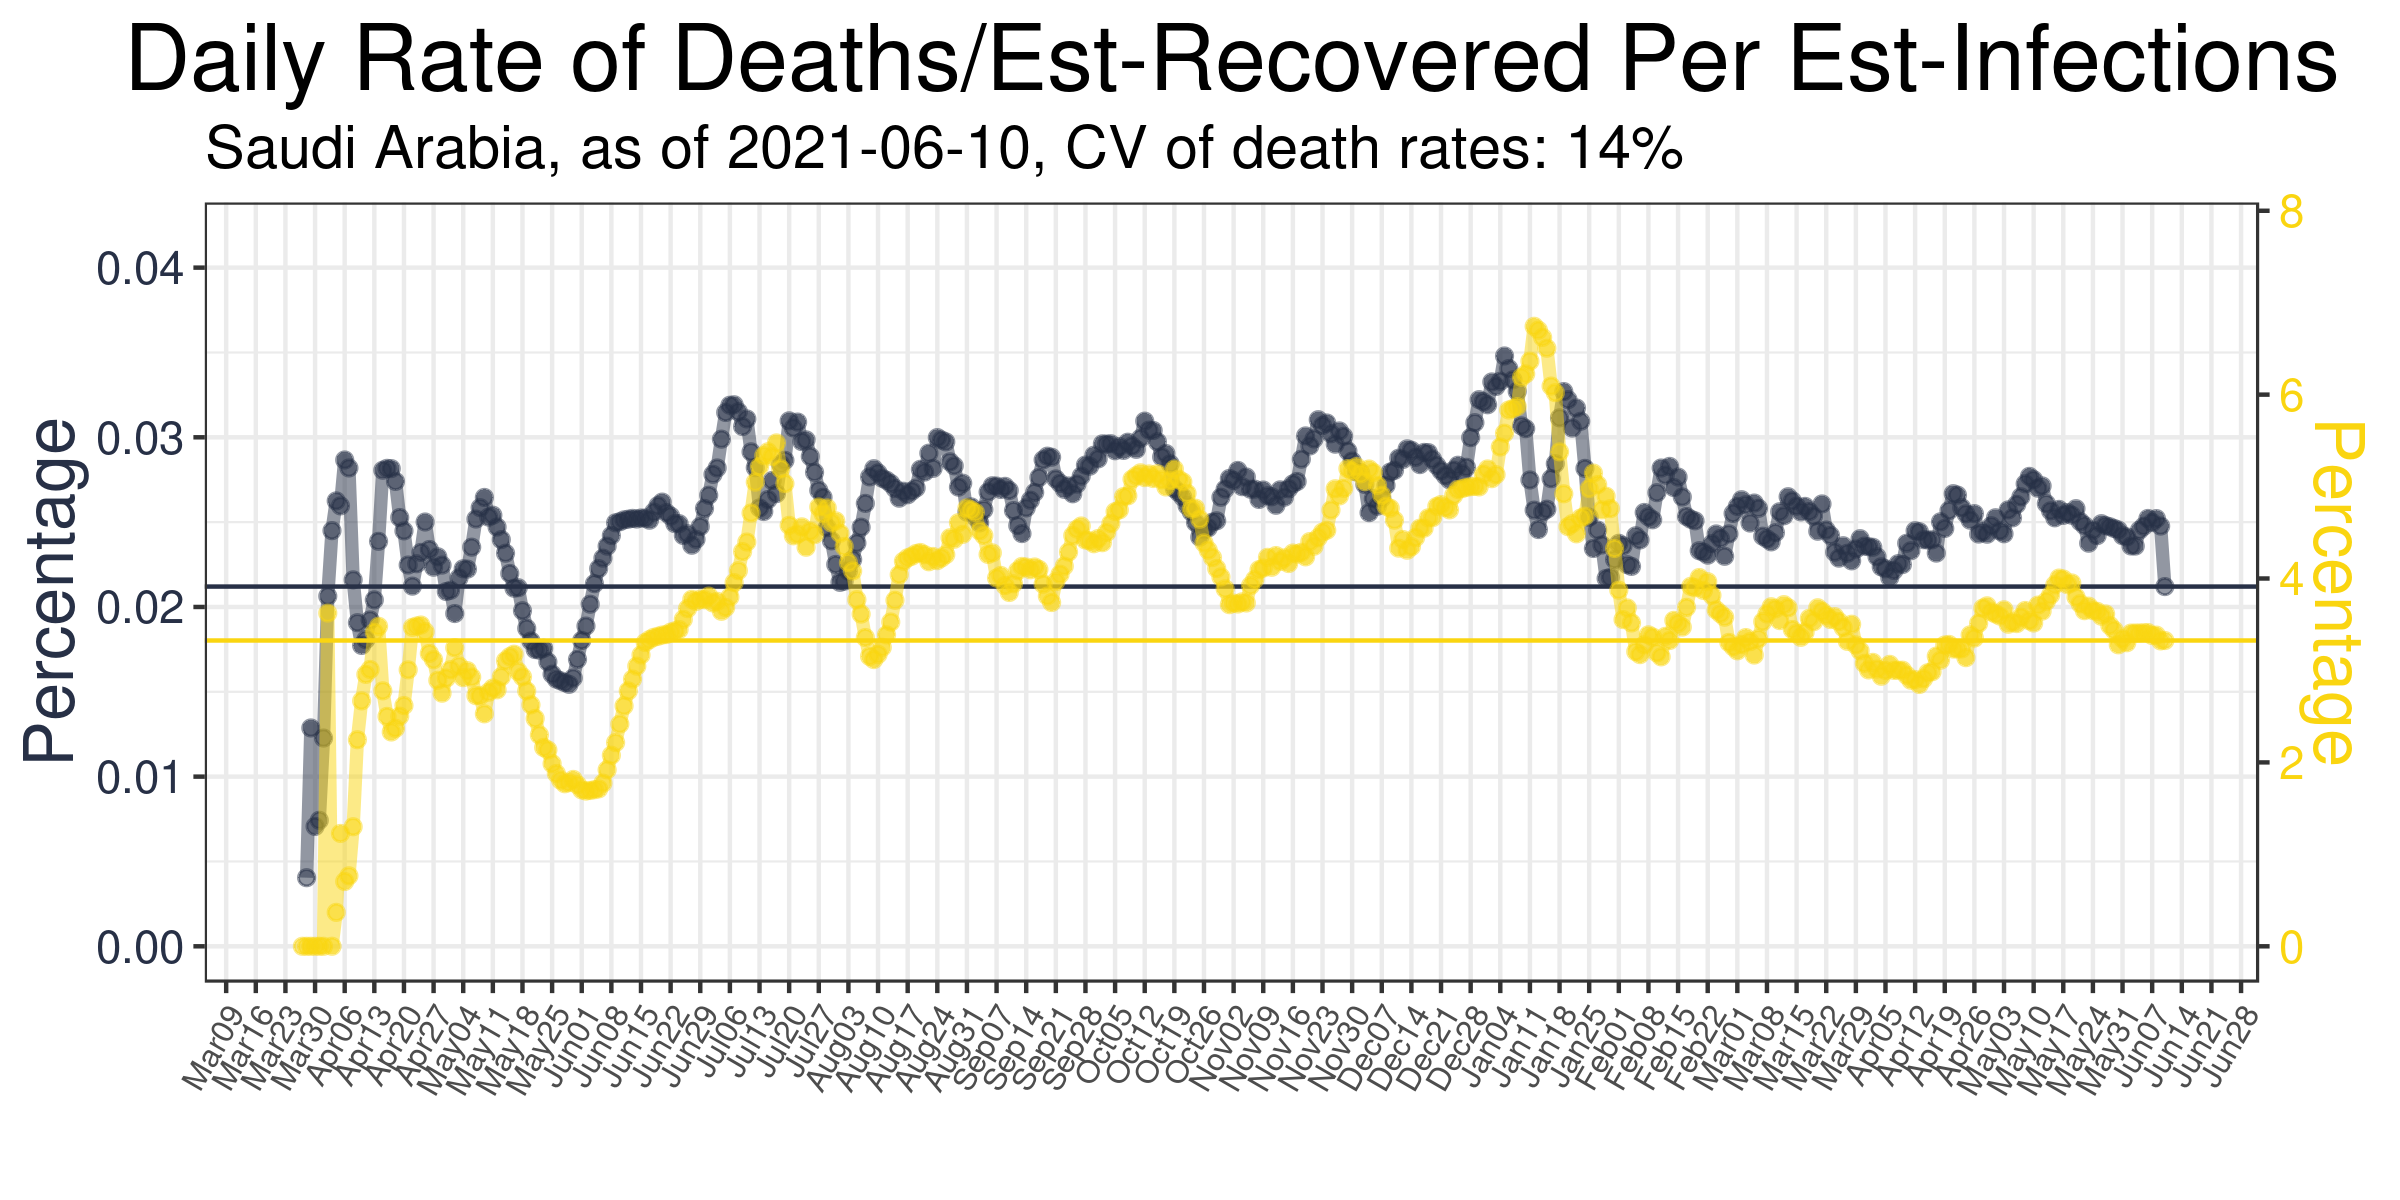 Daily Rate of Deaths/Est-Recovered Per Est-Infections
Saudi Arabia, as of 2021-06-10, CV of death rates: 14%
Percentage
0.04
0.03
0.02
0.01
0.00
8
6
4
2
0
Percentage
Mar09
Mar16
Mar23
Mar30
Apr06
Apr13
Apr20
Apr27
May04
May11
May18
May25
Jun01
Jun08
Jun15
Jun22
Jun29
Jul06
Jul13
Jul20
Jul27
Aug03
Aug10
Aug17
Aug24
Aug31
Sep07
Sep14
Sep21
Sep28
Oct05
Oct12
Oct19
Oct26
Nov02
Nov09
Nov16
Nov23
Nov30
Dec07
Dec14
Dec21
Dec28
Jan04
Jan11
Jan18
Jan25
Feb01
Feb08
Feb15
Feb22
Mar01
Mar08
Mar15
Mar22
Mar29
Apr05
Apr12
Apr19
Apr26
May03
May10
May17
May24
May31
Jun07
Jun14
Jun21
Jun28